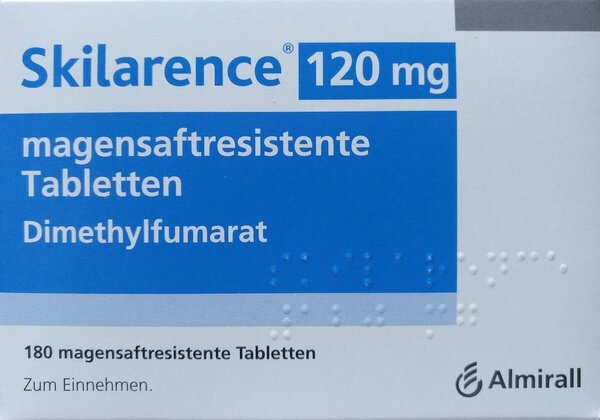 Skilarence® 120 mg
magensaftresistente
Tabletten
Dimethylfumarat
180 magensaftresistente Tabletten
Zum Einnehmen.
Almirall